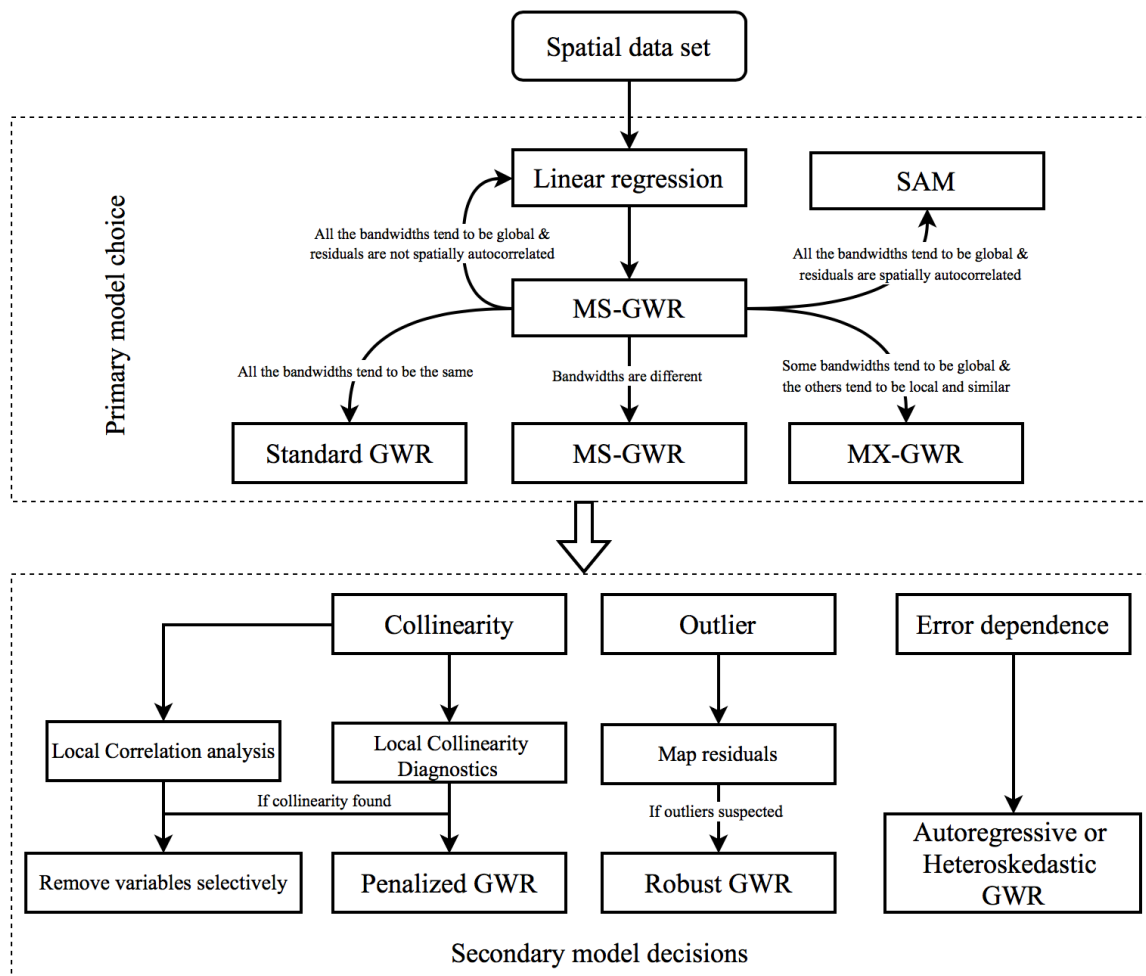 Spatial data set
Linear regression
SAM
All the bandwidths tend to be global &
residuals are not spatially autocorrelated
All the bandwidths tend to be global &
residuals are spatially autocorrelated
MS-GWR
Primary model choice
All the bandwidths tend to be the same
Bandwidths are different
Some bandwidths tend to be global &
the others tend to be local and similar
Standard GWR
MS-GWR
MX-GWR
Collinearity
Outlier
Error dependence
Local Correlation analysis
Local Collinearity
Diagnostics
Map residuals
If collinearity found
If outliers suspected
Remove variables selectively
Penalized GWR
Robust GWR
Autoregressive or
Heteroskedastic
GWR
Secondary model decisions